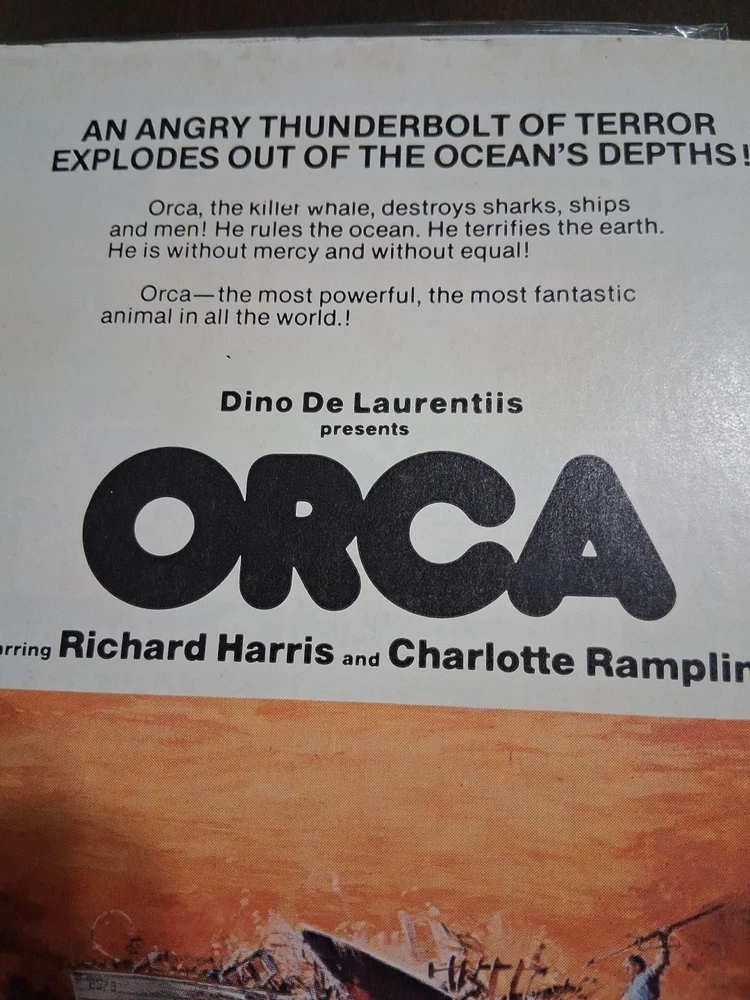 AN ANGRY THUNDERBOLT OF TERROR
EXPLODES OUT OF THE OCEAN'S DEPTHS!
Orca, the killer whale, destroys sharks, ships
and men! He rules the ocean. He terrifies the earth.
He is without mercy and without equal!
Orca—the most powerful, the most fantastic
animal in all the world.!
Dino De Laurentiis
presents
ORCA
arring Richard Harris and Charlotte Ramplin